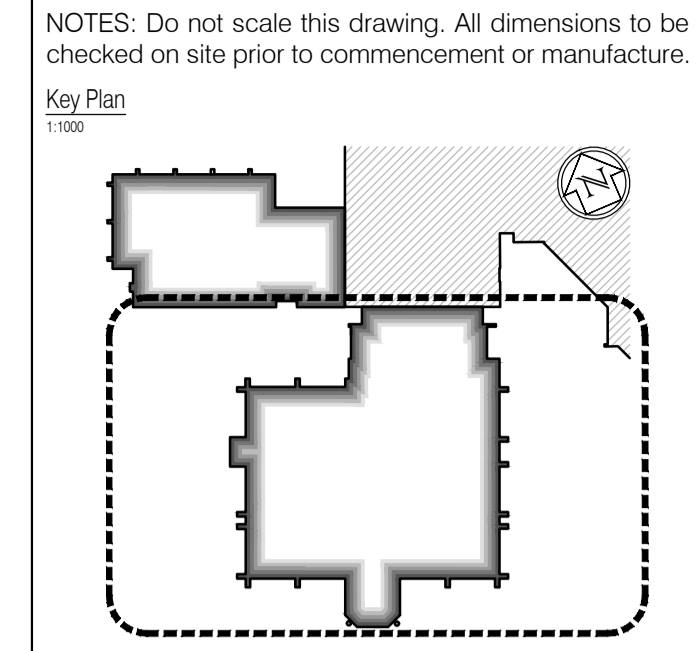 NOTES: Do not scale this drawing. All dimensions to be
checked on site prior to commencement or manufacture.
Key Plan
1:1000
N